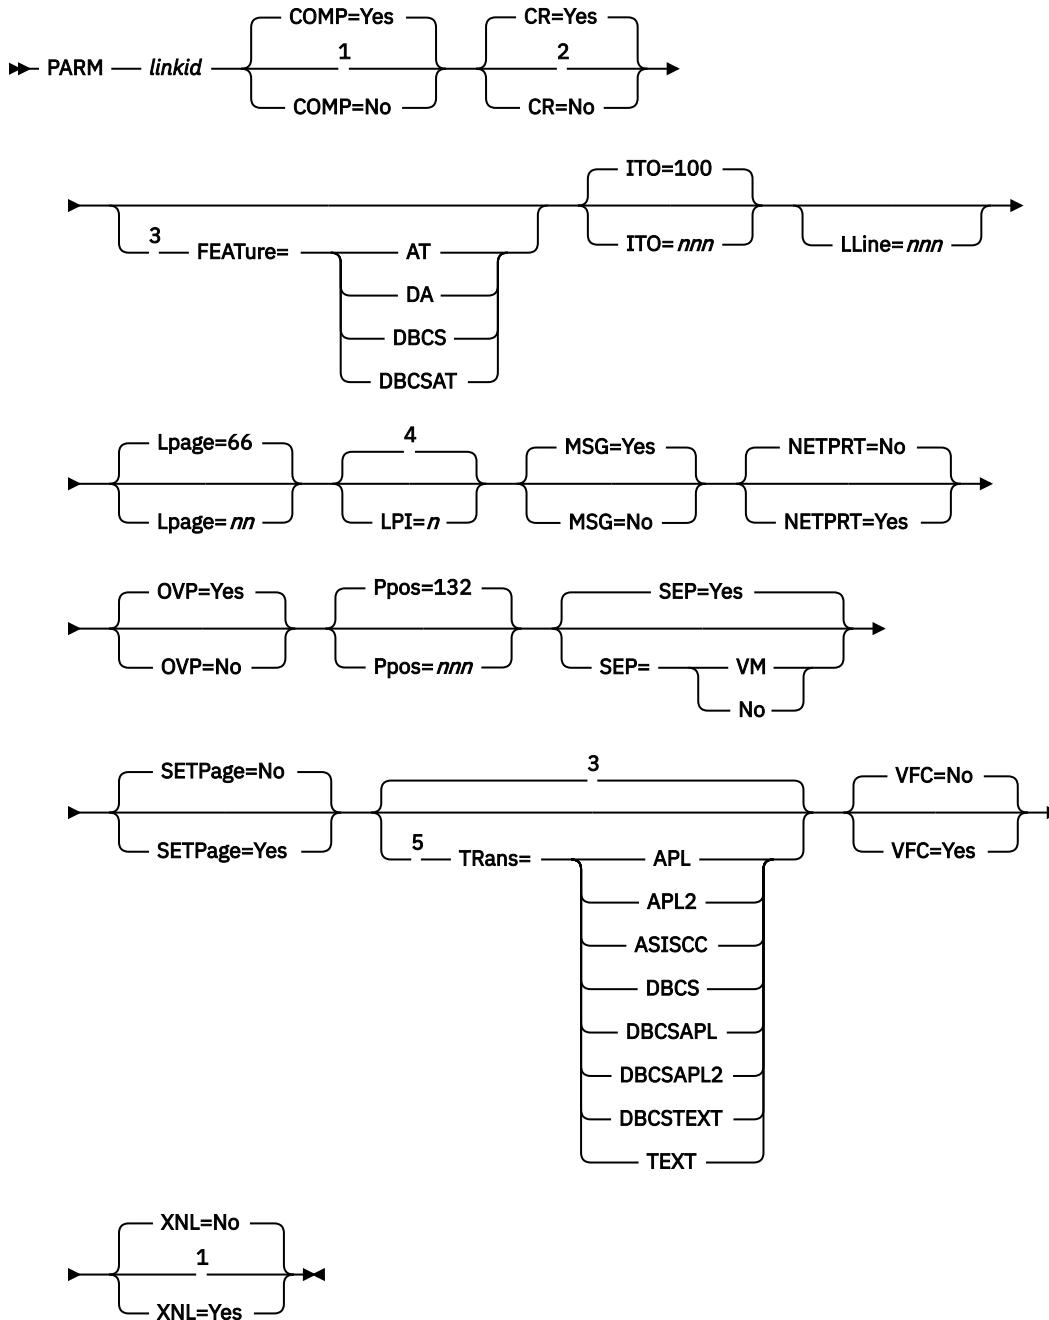 COMP=Yes CR=Yes
1 2
PARM linkid
COMP=No CR=No
ITO=100
3 FEATure= AT ITO=nnn LLine=nnn
DA
DBCS
DBCSAT
4
Lpage=66 MSG=Yes NETPRT=No
Lpage=nn LPI=n MSG=No NETPRT=Yes
OVP=Yes Ppos=132 SEP=Yes
OVP=No Ppos=nnn SEP= VM
No
3
SETPage=No VFC=No
SETPage=Yes 5 TRans= APL VFC=Yes
APL2
ASISCC
DBCS
DBCSAPL
DBCSAPL2
DBCSTEXT
TEXT
XNL=No
1
XNL=Yes